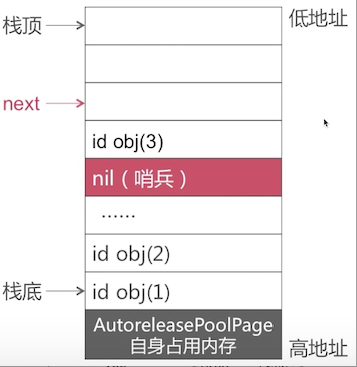 栈顶
低地址
next
id obj(3)
nil（哨兵）
......
id obj(2)
栈底
id obj(1)
AutoreleasePoolPage
自身占用内存
高地址